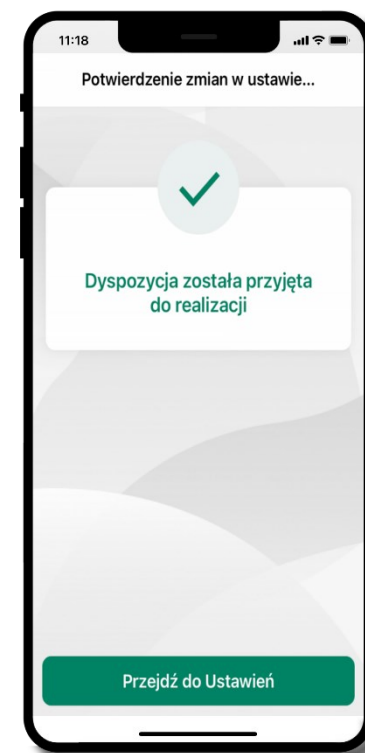 11:18
Potwierdzenie zmian w ustawie...
Dyspozycja została przyjęta
do realizacji
Przejdź do Ustawień